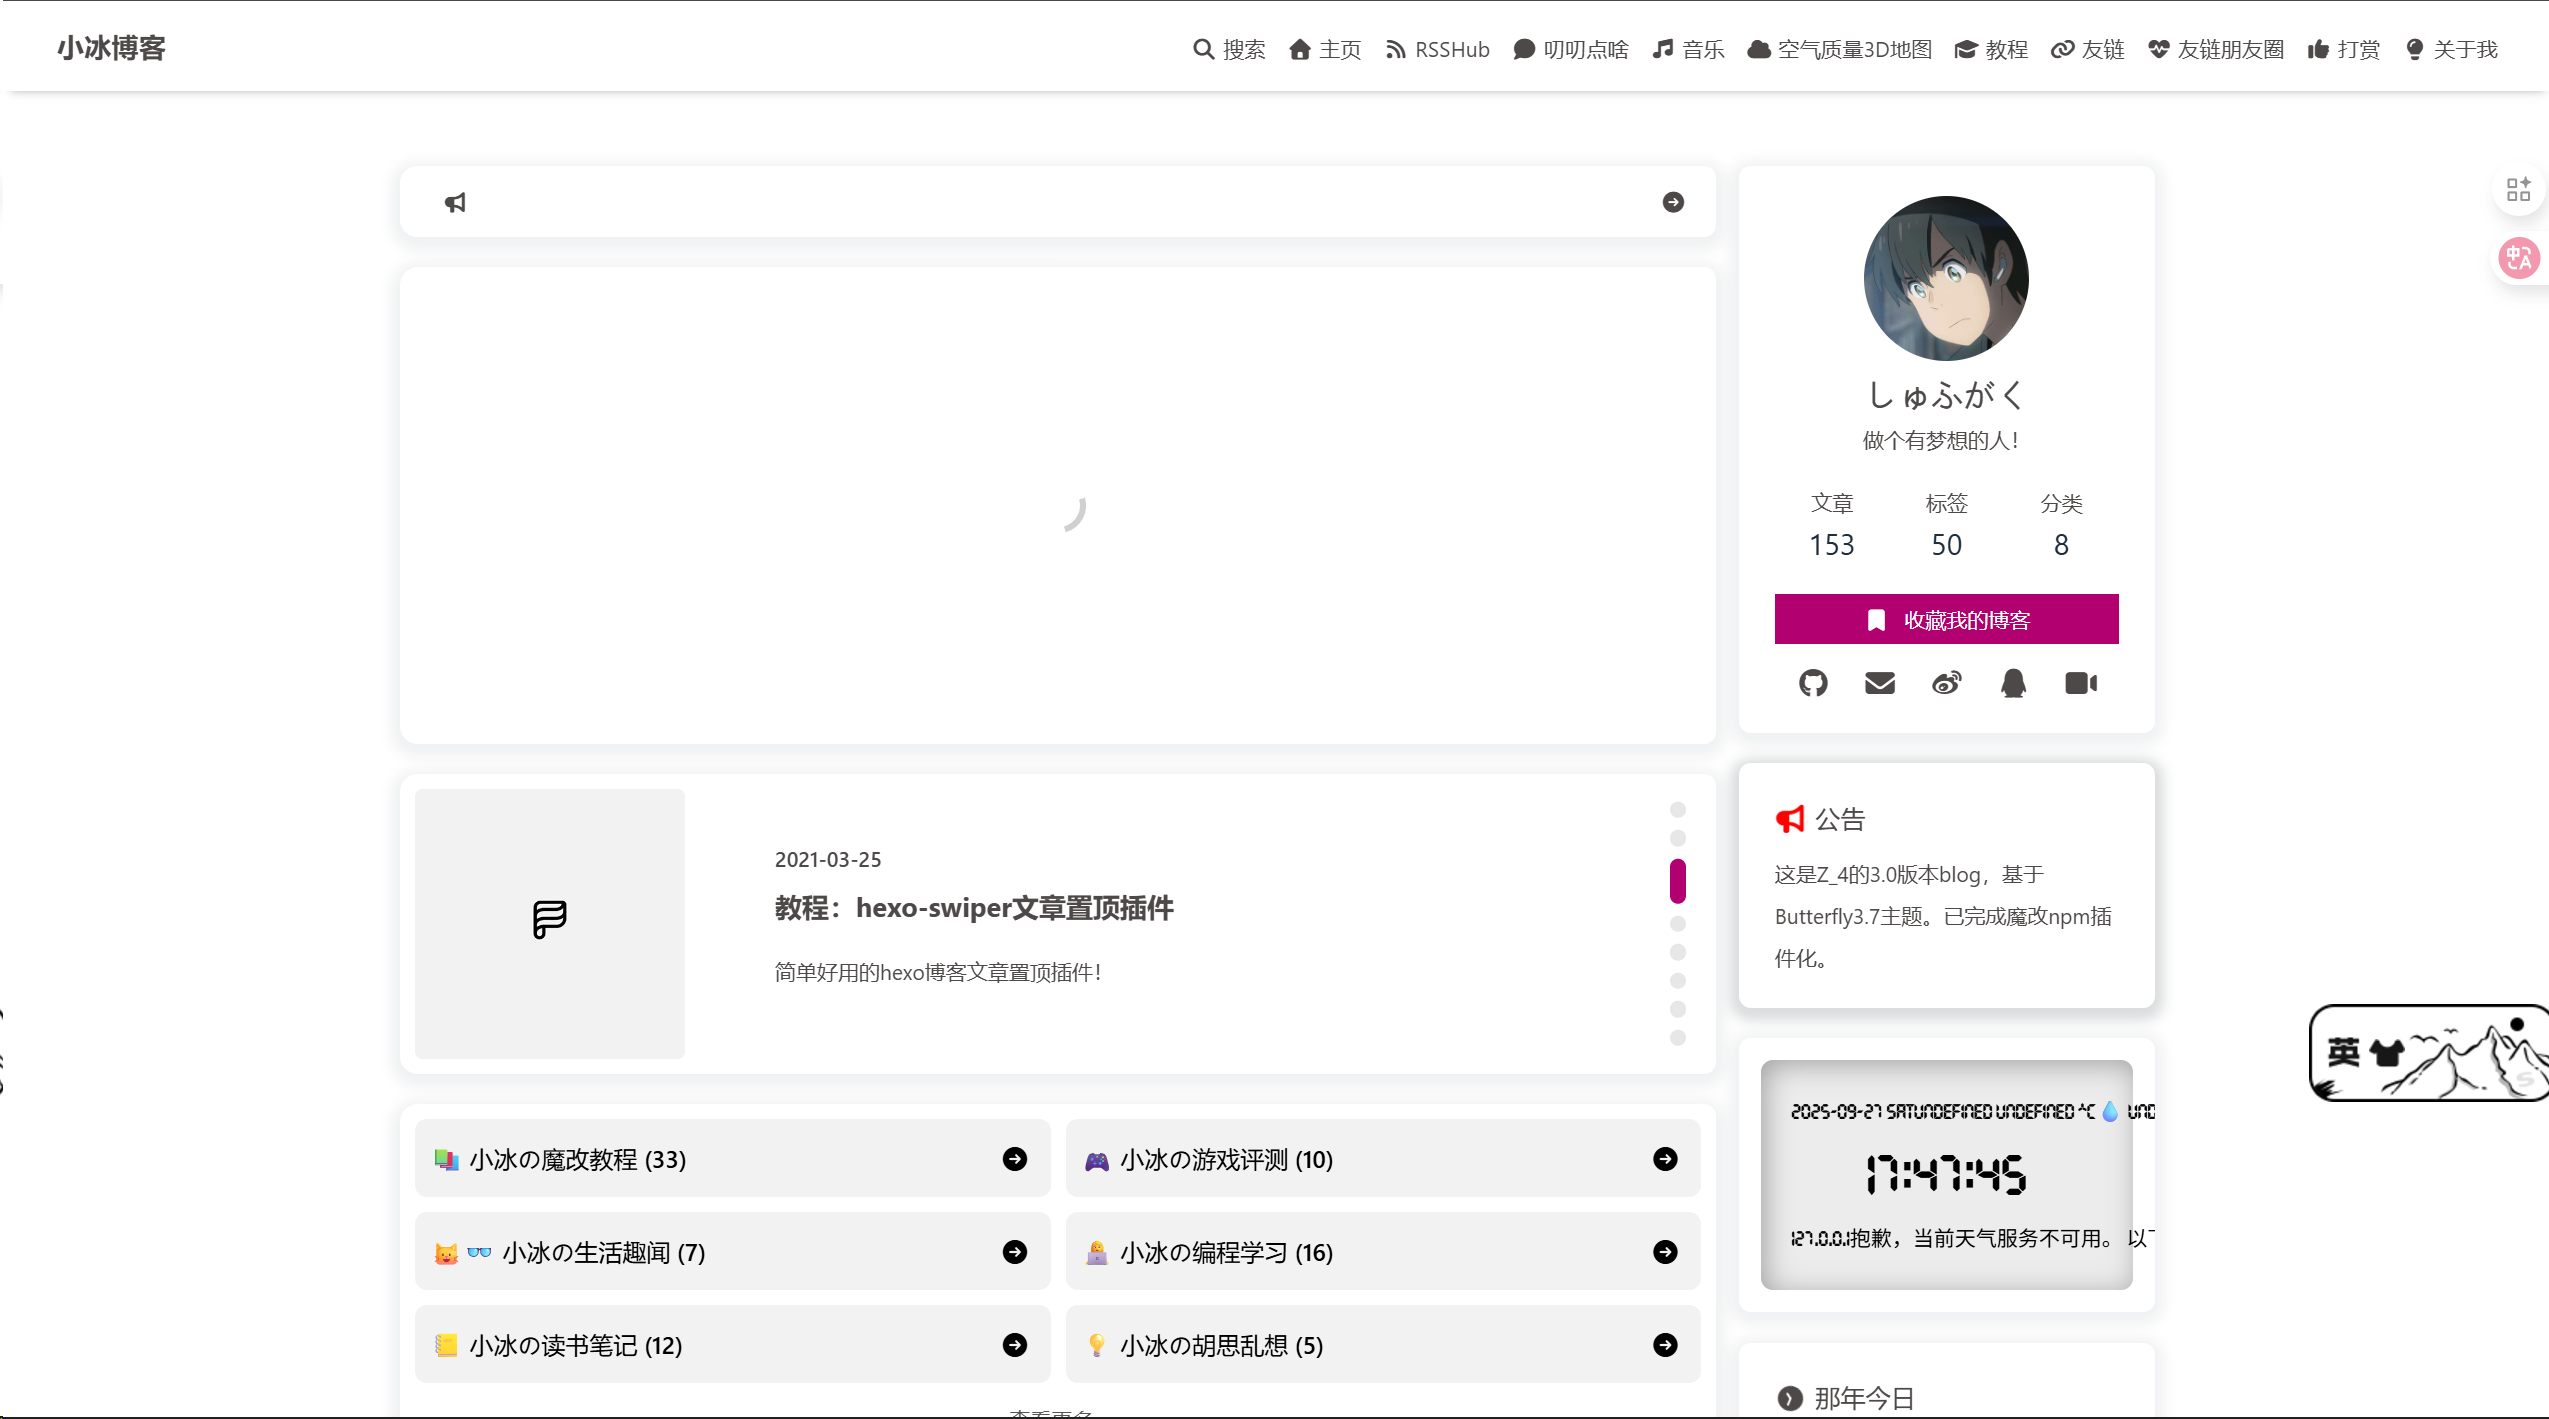 小冰博客
搜索 主页 RSSHub 叨叨点啥 音乐 空气质量3D地图 教程 友链 友链朋友圈 打赏 关于我
しゅふがく
做个有梦想的人！
文章 标签 分类
153 50 8
收藏我的博客
公告
这是Z_4的3.0版本blog，基于
Butterfly3.7主题。已完成魔改npm插
件化。
2021-03-25
教程：hexo-swiper文章置顶插件
简单好用的hexo博客文章置顶插件！
英
2025-09-27 SATUNDEFINED UNDEFINED °C 💧 UND
17:47:45
127.0.0.1抱歉，当前天气服务不可用。以下
📚 小冰の魔改教程 (33)
🎮 小冰の游戏评测 (10)
😺 👓 小冰の生活趣闻 (7)
👩‍💻 小冰の编程学习 (16)
📒 小冰の读书笔记 (12)
💡 小冰の胡思乱想 (5)
查看更多
那年今日